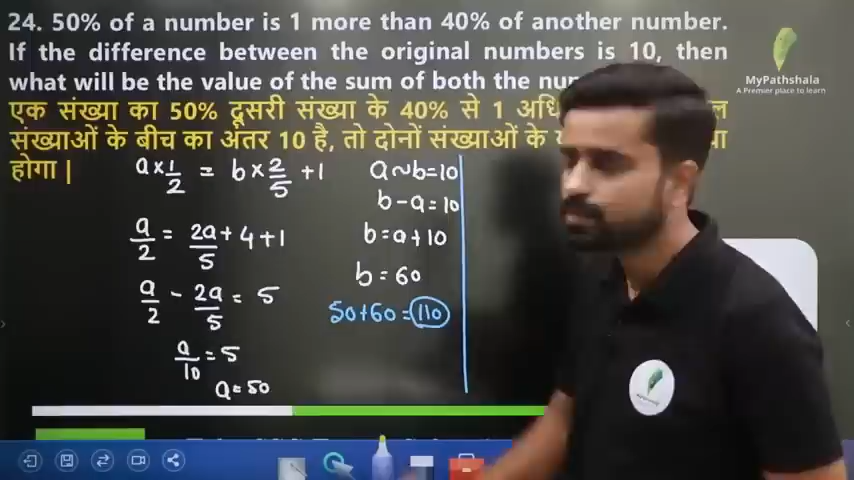 24. 50% of a number is 1 more than 40% of another number.
If the difference between the original numbers is 10, then
what will be the value of the sum of both the
एक संख्या का 50% दूसरी संख्या के 40% से 1
संख्याओं के बीच का अंतर 10 है, तो दोनों संख्याओं के
होगा |
MyPathshala
A Premier place to learn
a×1/2 = b×2/5 +1
a/2 = 2a/5 + 4 + 1
a/2 - 2a/5 = 5
a/10 = 5
a = 50
a~b=10
b-a=10
b=a+10
b=60
50+60=110